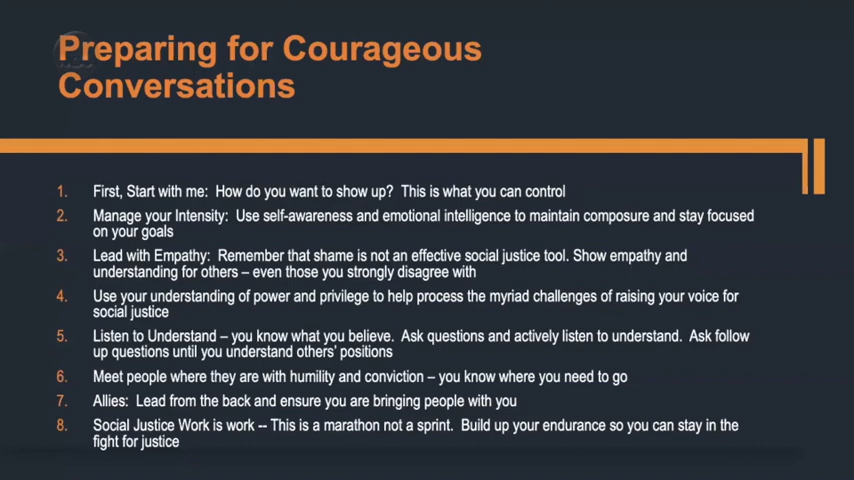 Preparing for Courageous
Conversations
1. First, Start with me: How do you want to show up? This is what you can control
2. Manage your Intensity: Use self-awareness and emotional intelligence to maintain composure and stay focused
on your goals
3. Lead with Empathy: Remember that shame is not an effective social justice tool. Show empathy and
understanding for others – even those you strongly disagree with
4. Use your understanding of power and privilege to help process the myriad challenges of raising your voice for
social justice
5. Listen to Understand – you know what you believe. Ask questions and actively listen to understand. Ask follow
up questions until you understand others' positions
6. Meet people where they are with humility and conviction – you know where you need to go
7. Allies: Lead from the back and ensure you are bringing people with you
8. Social Justice Work is work -- This is a marathon not a sprint. Build up your endurance so you can stay in the
fight for justice